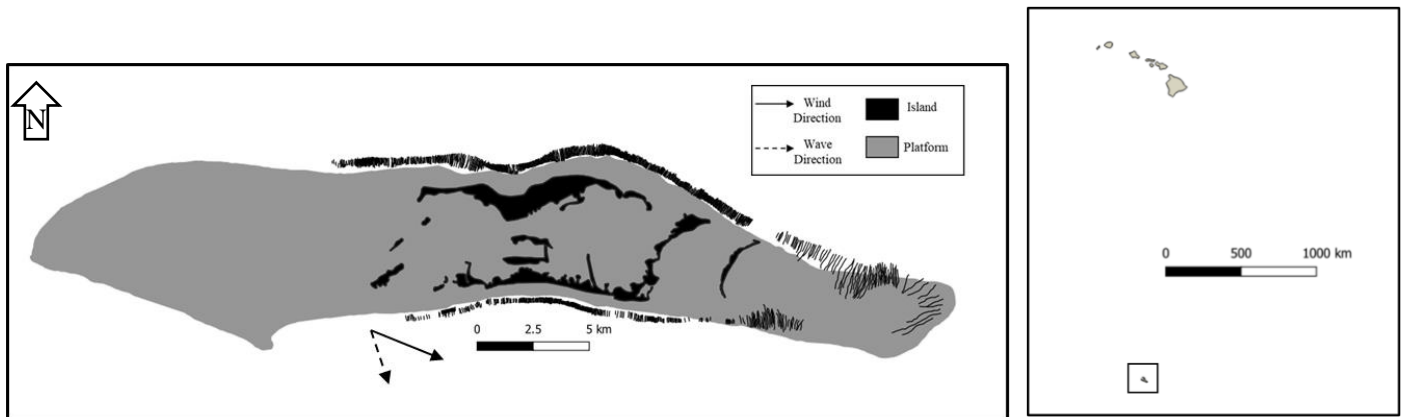 N
Wind
Direction
Island
Wave
Direction
Platform
0 2.5 5 km
0 500 1000 km